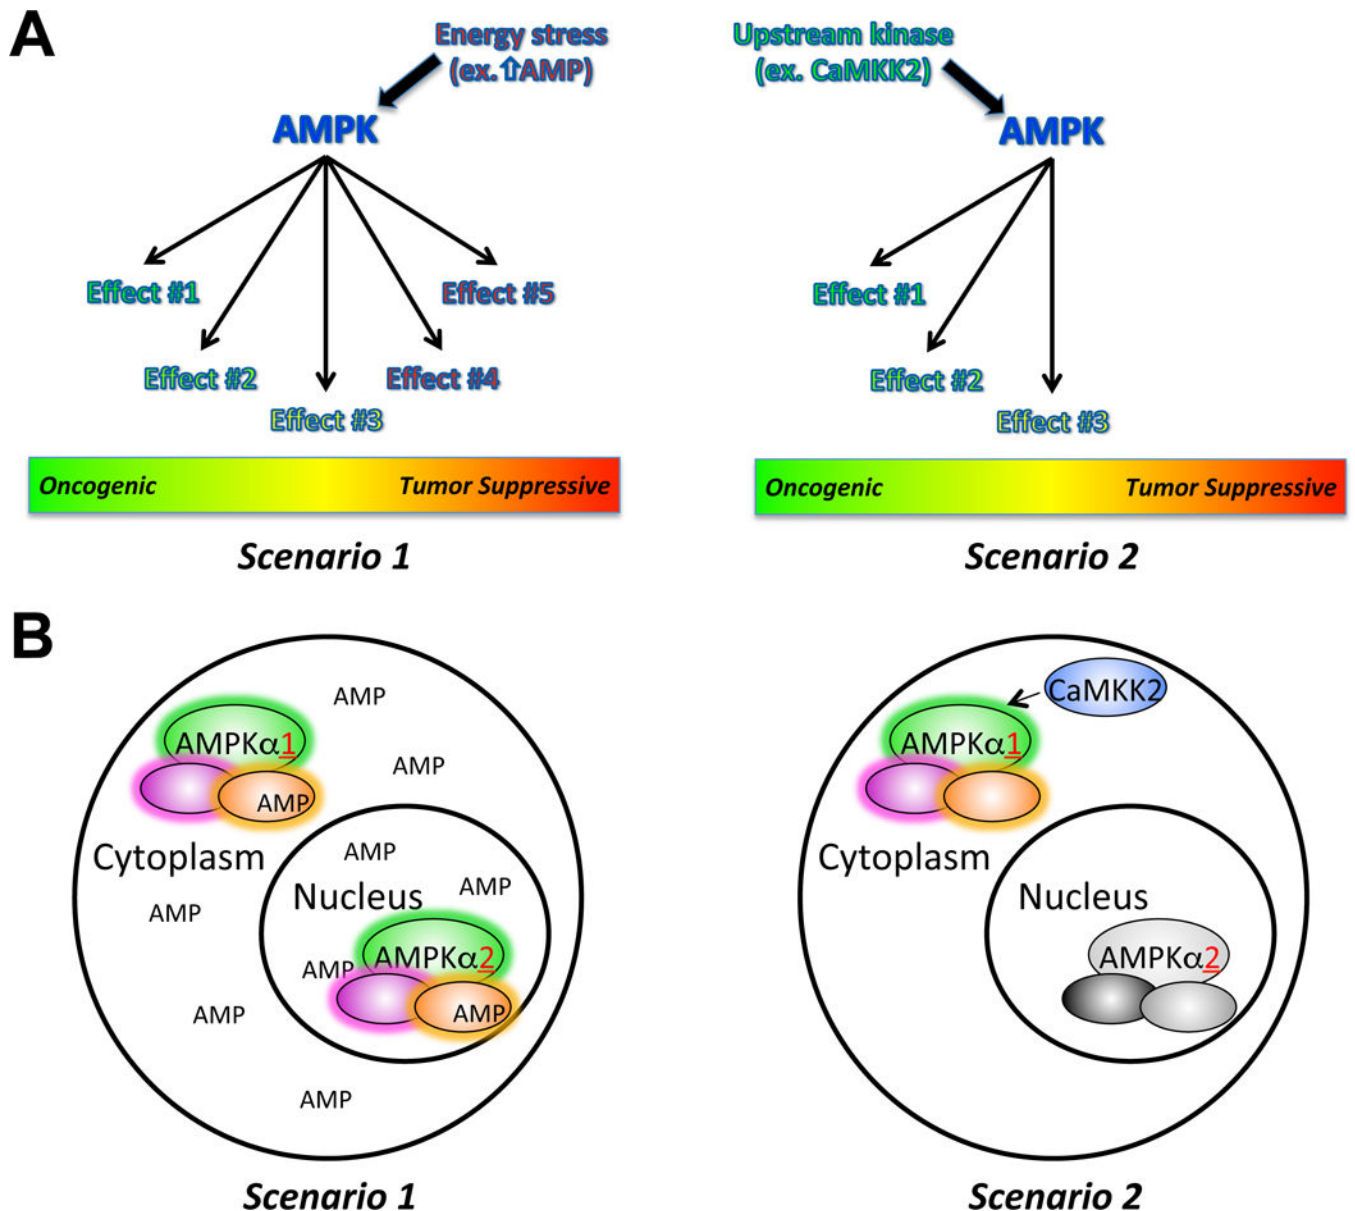 A
Energy stress
(ex.⇧AMP)
AMPK
Effect #1
Effect #5
Effect #2
Effect #4
Effect #3
Oncogenic
Tumor Suppressive
Scenario 1
Upstream kinase
(ex. CaMKK2)
AMPK
Effect #1
Effect #2
Effect #3
Oncogenic
Tumor Suppressive
Scenario 2
B
AMP
AMPKα1
AMP
AMP
Cytoplasm
AMP
Nucleus
AMP
AMP
AMPKα2
AMP
AMP
AMP
AMP
Scenario 1
CaMKK2
AMPKα1
Cytoplasm
Nucleus
AMPKα2
Scenario 2